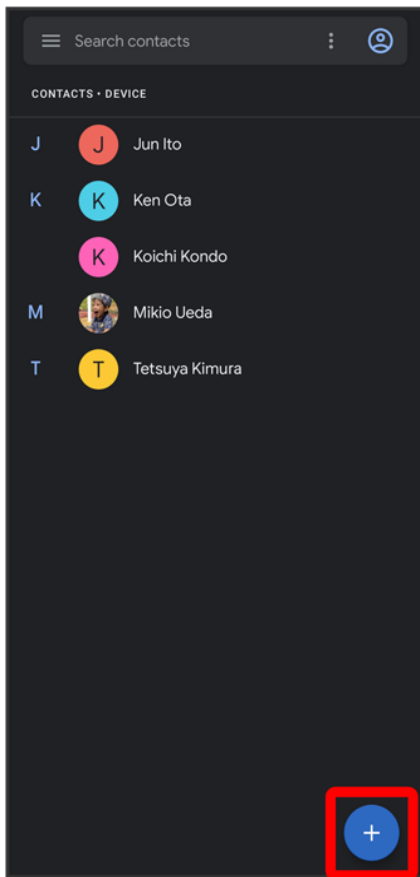 Search contacts
CONTACTS • DEVICE
J J Jun Ito
K K Ken Ota
K Koichi Kondo
M Mikio Ueda
T T Tetsuya Kimura
+